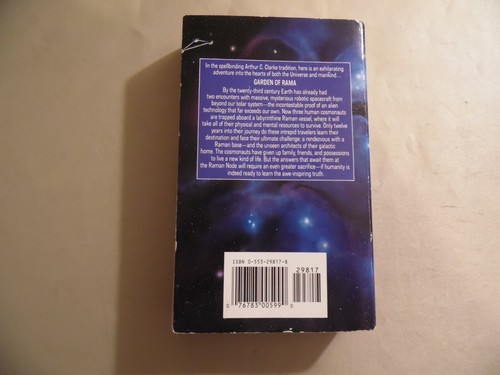 In the spellbinding Arthur C. Clarke tradition, here is an exhilarating
adventure into the hearts of both the Universe and mankind...
GARDEN OF RAMA
By the twenty-third century Earth has already had
two encounters with massive, mysterious robotic spacecraft from
beyond our solar system—the incontestable proof of an alien
technology that far exceeds our own. Now three human cosmonauts
are trapped aboard a labyrinthine Raman vessel, where it will
take all of their physical and mental resources to survive. Only twelve
years into their journey do these intrepid travelers learn their
destination and face their ultimate challenge: a rendezvous with a
Raman base—and the unseen architects of their galactic
home. The cosmonauts have given up family, friends, and possessions
to live a new kind of life. But the answers that await them at
the Raman Node will require an even greater sacrifice—if humanity is
indeed ready to learn the awe-inspiring truth.
ISBN 0-553-29817-8
29817
0 76783 00599 0